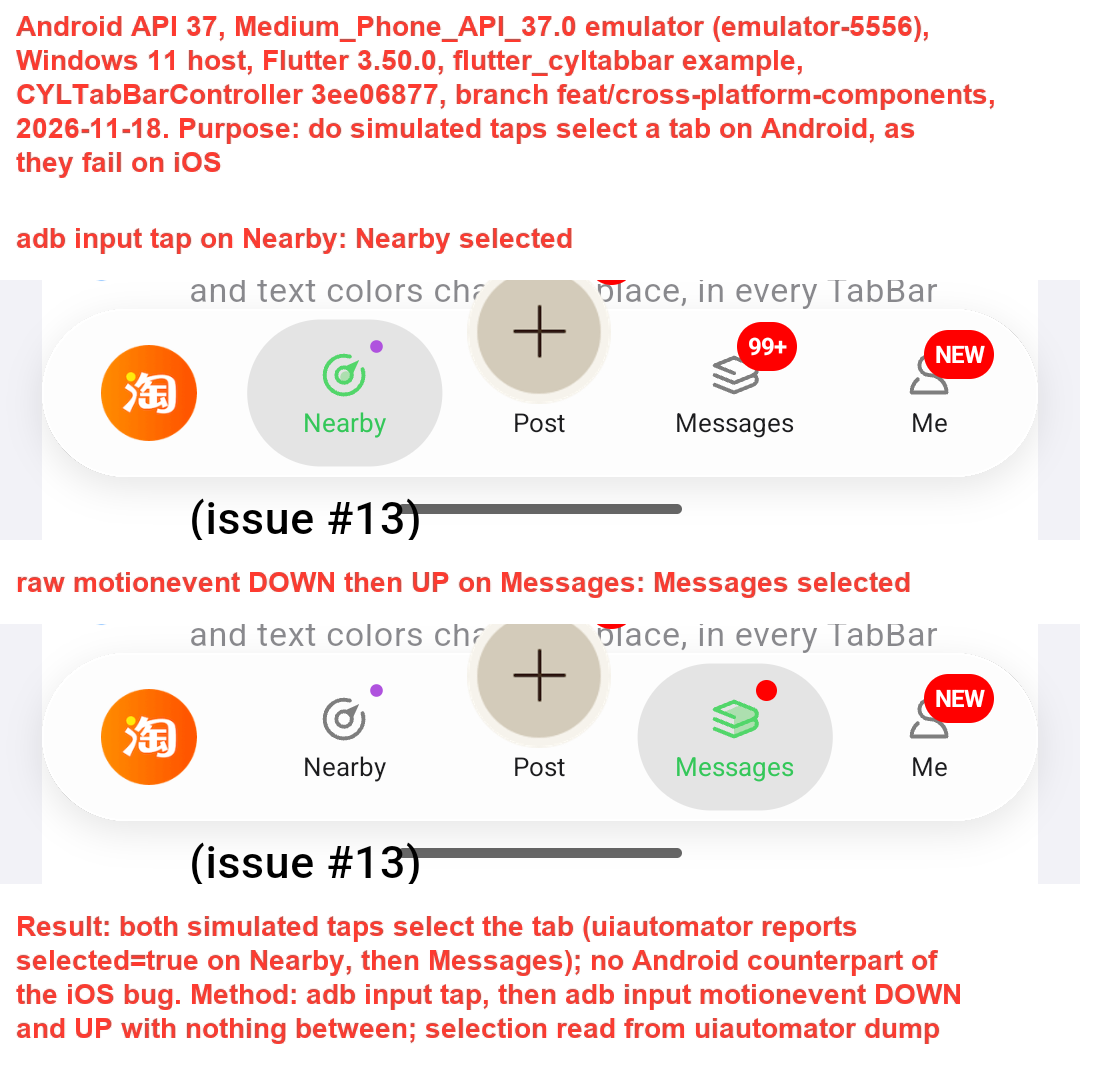 Android API 37, Medium_Phone_API_37.0 emulator (emulator-5556),
Windows 11 host, Flutter 3.50.0, flutter_cyltabbar example,
CYLTabBarController 3ee06877, branch feat/cross-platform-components,
2026-11-18. Purpose: do simulated taps select a tab on Android, as
they fail on iOS
adb input tap on Nearby: Nearby selected
and text colors cha place, in every TabBar
淘
Nearby
Post
99+
Messages
NEW
Me
(issue #13)
raw motionevent DOWN then UP on Messages: Messages selected
and text colors cha place, in every TabBar
淘
Nearby
Post
Messages
NEW
Me
(issue #13)
Result: both simulated taps select the tab (uiautomator reports
selected=true on Nearby, then Messages); no Android counterpart of
the iOS bug. Method: adb input tap, then adb input motionevent DOWN
and UP with nothing between; selection read from uiautomator dump